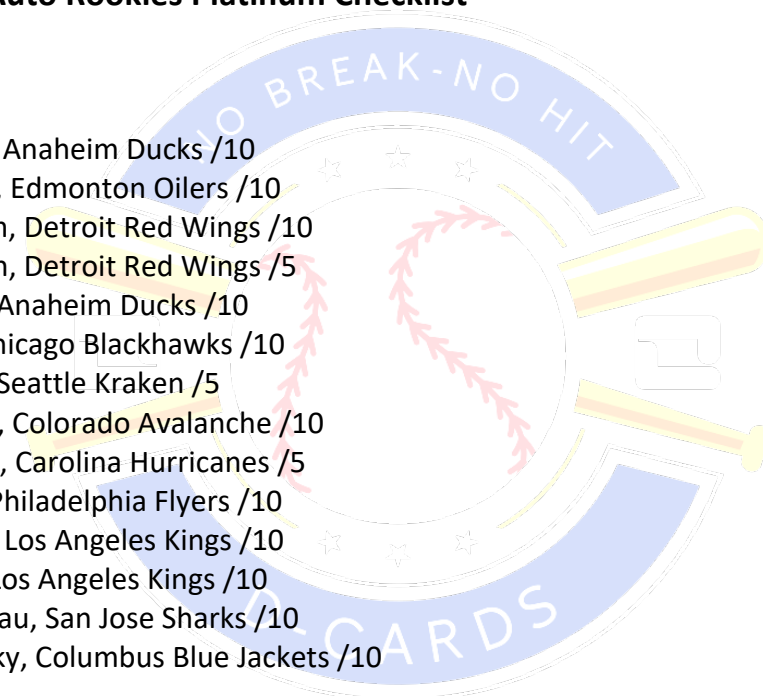 Auto Rookies Platinum Checklist
NO BREAK-NO HIT
Anaheim Ducks /10
, Edmonton Oilers /10
n, Detroit Red Wings /10
n, Detroit Red Wings /5
Anaheim Ducks /10
hicago Blackhawks /10
Seattle Kraken /5
, Colorado Avalanche /10
, Carolina Hurricanes /5
Philadelphia Flyers /10
Los Angeles Kings /10
Los Angeles Kings /10
au, San Jose Sharks /10
ky, Columbus Blue Jackets /10
D-CARDS